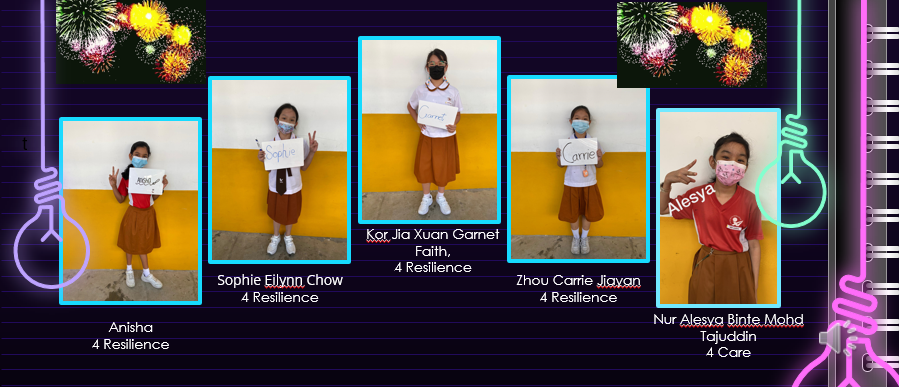 t
ANISHA
Anisha
4 Resilience
Sophie
Sophie Eilynn Chow
4 Resilience
Garnet
Kor Jia Xuan Garnet
Faith,
4 Resilience
Carrie
Zhou Carrie Jiayan
4 Resilience
Alesya
Nur Alesya Binte Mohd
Tajuddin
4 Care